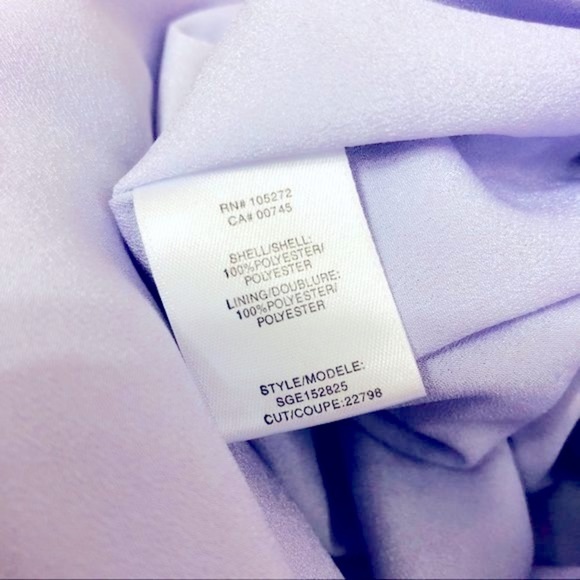 RN# 105272
CA# 00745
SHELL/SHELL:
100%POLYESTER/
POLYESTER
LINING/DOUBLURE:
100%POLYESTER/
POLYESTER
STYLE/MODELE:
SGE152825
CUT/COUPE:22798